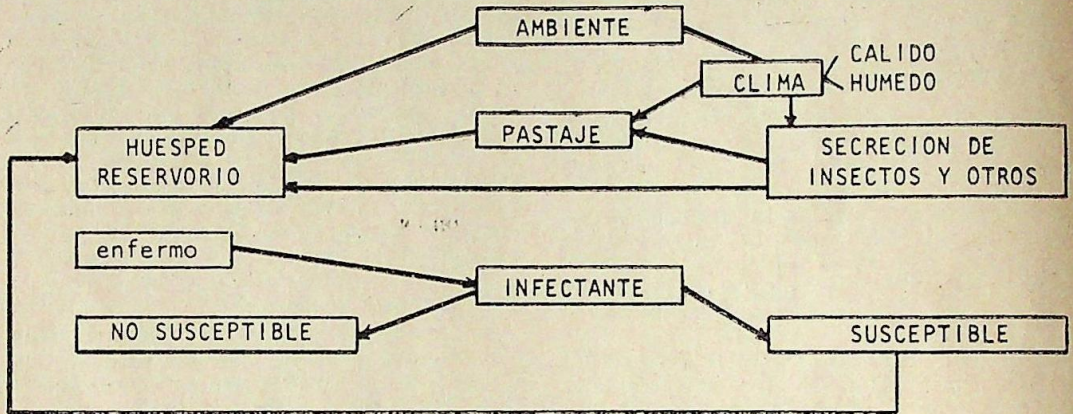 AMBIENTE
CALIDO
CLIMA
HUMEDO
PASTAJE
HUESPED
RESERVORIO
SECRECION DE
INSECTOS Y OTROS
enfermo
INFECTANTE
NO SUSCEPTIBLE
SUSCEPTIBLE